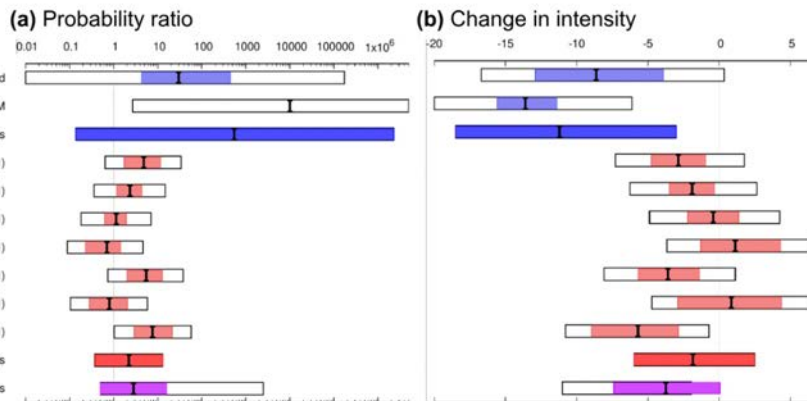 (a) Probability ratio (b) Change in intensity
0.01 0.1 1 10 100 1000 10000 100000 1x10⁶ -20 -15 -10 -5 0 5
d
M
s
)
)
)
)
)
)
)
s
s